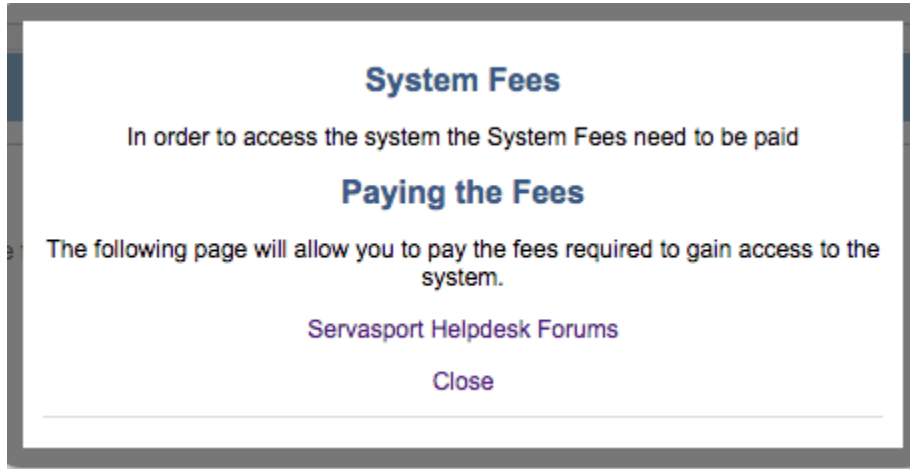 System Fees
In order to access the system the System Fees need to be paid
Paying the Fees
The following page will allow you to pay the fees required to gain access to the
system.
Servasport Helpdesk Forums
Close